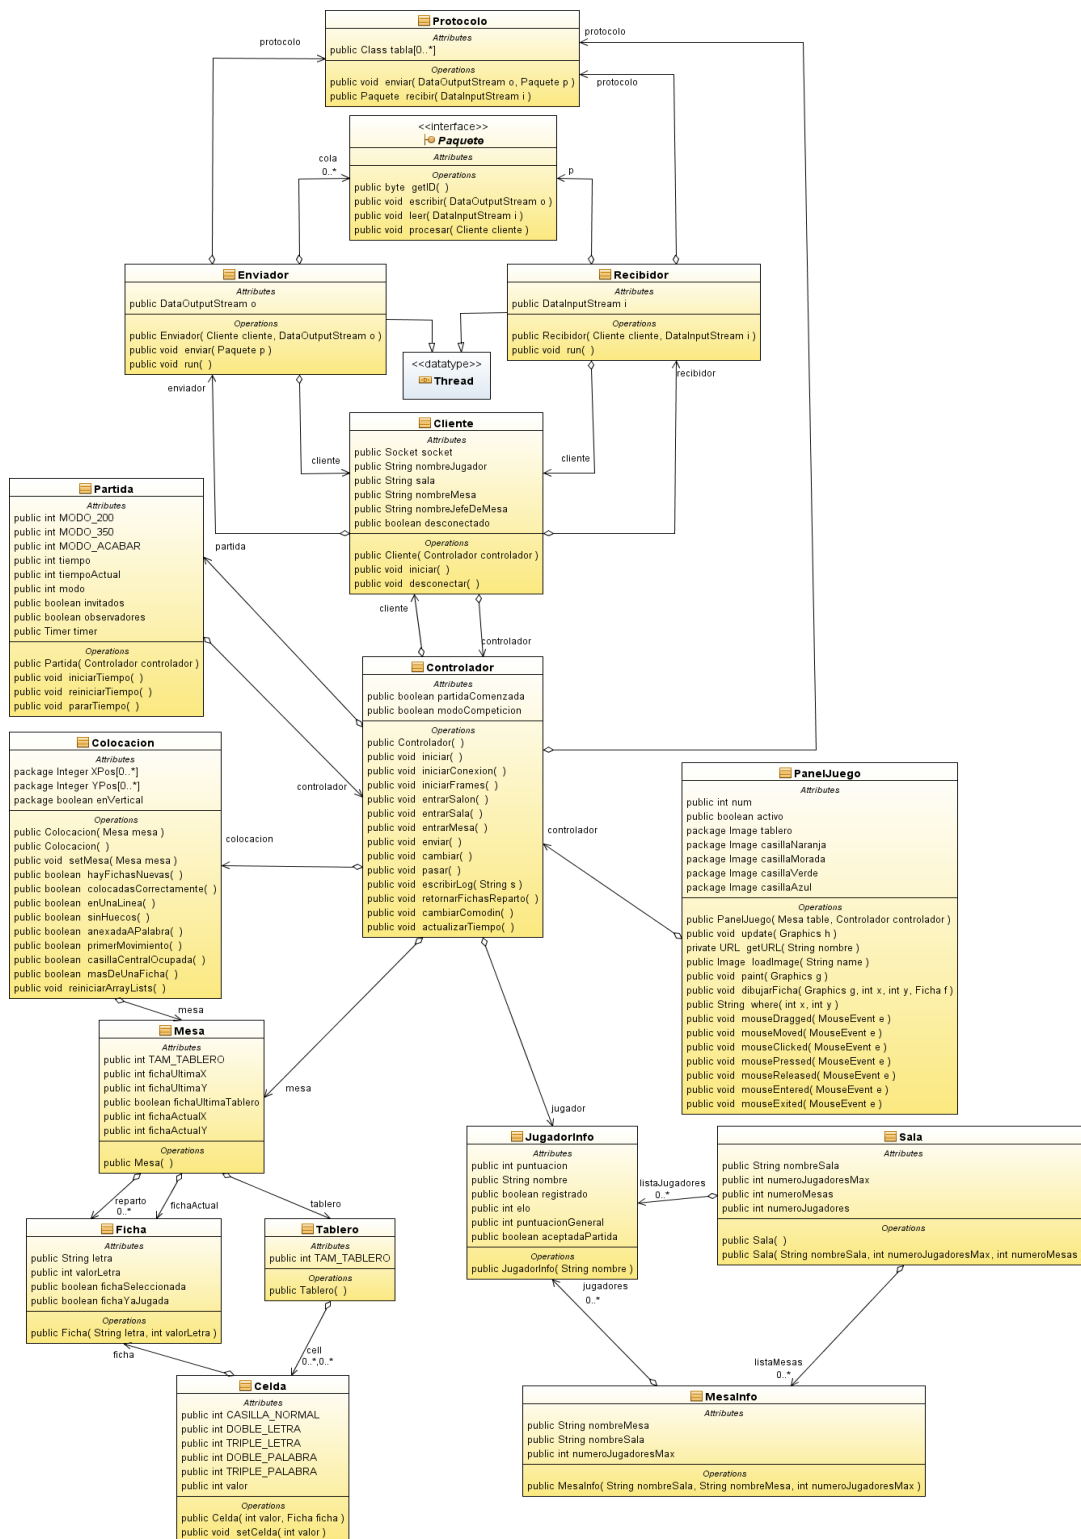 Protocolo
Attributes
public Class tabla[0..*]
Operations
public void enviar( DataOutputStream o, Paquete p )
public Paquete recibir( DataInputStream i )
protocolo
protocolo
protocolo
<<interface>>
Paquete
Attributes
Operations
public byte getID( )
public void escribir( DataOutputStream o )
public void leer( DataInputStream i )
public void procesar( Cliente cliente )
cola
0..*
p
Enviador
Attributes
public DataOutputStream o
Operations
public Enviador( Cliente cliente, DataOutputStream o )
public void enviar( Paquete p )
public void run( )
Recibidor
Attributes
public DataInputStream i
Operations
public Recibidor( Cliente cliente, DataInputStream i )
public void run( )
<<datatype>>
Thread
enviador
recibidor
cliente
cliente
Cliente
Attributes
public Socket socket
public String nombreJugador
public String sala
public String nombreMesa
public String nombreJefeDeMesa
public boolean desconectado
Operations
public Cliente( Controlador controlador )
public void iniciar( )
public void desconectar( )
Partida
Attributes
public int MODO_200
public int MODO_350
public int MODO_ACABAR
public int tiempo
public int tiempoActual
public int modo
public boolean invitados
public boolean observadores
public Timer timer
Operations
public Partida( Controlador controlador )
public void iniciarTiempo( )
public void reiniciarTiempo( )
public void pararTiempo( )
partida
cliente
controlador
Controlador
Attributes
public boolean partidaComenzada
public boolean modoCompeticion
Operations
public Controlador( )
public void iniciar( )
public void iniciarConexion( )
public void iniciarFrames( )
public void entrarSalon( )
public void entrarSala( )
public void entrarMesa( )
public void enviar( )
public void cambiar( )
public void pasar( )
public void escribirLog( String s )
public void retornarFichasReparto( )
public void cambiarComodin( )
public void actualizarTiempo( )
controlador
colocacion
controlador
Colocacion
Attributes
package Integer XPos[0..*]
package Integer YPos[0..*]
package boolean enVertical
Operations
public Colocacion( Mesa mesa )
public Colocacion( )
public void setMesa( Mesa mesa )
public boolean hayFichasNuevas( )
public boolean colocadasCorrectamente( )
public boolean enUnaLinea( )
public boolean sinHuecos( )
public boolean anexadaAPalabra( )
public boolean primerMovimiento( )
public boolean casillaCentralOcupada( )
public boolean masDeUnaFicha( )
public void reiniciarArrayLists( )
PanelJuego
Attributes
public int num
public boolean activo
package Image tablero
package Image casillaNaranja
package Image casillaMorada
package Image casillaVerde
package Image casillaAzul
Operations
public PanelJuego( Mesa table, Controlador controlador )
public void update( Graphics h )
private URL getURL( String nombre )
public Image loadImage( String name )
public void paint( Graphics g )
public void dibujarFicha( Graphics g, int x, int y, Ficha f )
public String where( int x, int y )
public void mouseDragged( MouseEvent e )
public void mouseMoved( MouseEvent e )
public void mouseClicked( MouseEvent e )
public void mousePressed( MouseEvent e )
public void mouseReleased( MouseEvent e )
public void mouseEntered( MouseEvent e )
public void mouseExited( MouseEvent e )
mesa
mesa
jugador
Mesa
Attributes
public int TAM_TABLERO
public int fichaUltimaX
public int fichaUltimaY
public boolean fichaUltimaTablero
public int fichaActualX
public int fichaActualY
Operations
public Mesa( )
reparto
0..*
fichaActual
tablero
JugadorInfo
Attributes
public int puntuacion
public String nombre
public boolean registrado
public int elo
public int puntuacionGeneral
public boolean aceptadaPartida
Operations
public JugadorInfo( String nombre )
listaJugadores
0..*
Sala
Attributes
public String nombreSala
public int numeroJugadoresMax
public int numeroMesas
public int numeroJugadores
Operations
public Sala( )
public Sala( String nombreSala, int numeroJugadoresMax, int numeroMesas
Ficha
Attributes
public String letra
public int valorLetra
public boolean fichaSeleccionada
public boolean fichaYaJugada
Operations
public Ficha( String letra, int valorLetra )
Tablero
Attributes
public int TAM_TABLERO
Operations
public Tablero( )
ficha
cell
0..*,0..*
jugadores
0..*
listaMesas
0..*
Celda
Attributes
public int CASILLA_NORMAL
public int DOBLE_LETRA
public int TRIPLE_LETRA
public int DOBLE_PALABRA
public int TRIPLE_PALABRA
public int valor
Operations
public Celda( int valor, Ficha ficha )
public void setCelda( int valor )
MesaInfo
Attributes
public String nombreMesa
public String nombreSala
public int numeroJugadoresMax
Operations
public MesaInfo( String nombreSala, String nombreMesa, int numeroJugadoresMax )